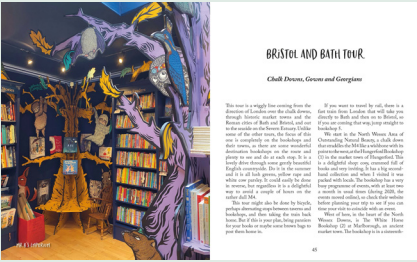 BRISTOL AND BATH TOUR
Chalk Downs, Gowns and Georgians
This tour is a wiggly line coming from the
direction of London over the chalk downs,
through historic market towns and the
Roman cities of Bath and Bristol, and out
to the seaside on the Severn Estuary. Unlike
some of the other tours, the focus of this
one is completely on the bookshops and
their towns, as there are some wonderful
destination bookshops on the route and
plenty to see and do at each stop. It is a
lovely drive through some gently beautiful
English countryside. Do it in the summer
and it is all lush greens, yellow rape and
white cow parsley. It could easily be done
in reverse, but regardless it is a delightful
way to avoid a couple of hours on the
rather dull M4.
This tour might also be done by bicycle,
perhaps alternating stops between taverns and
bookshops, and then taking the train back
home. But if this is your plan, bring panniers
for your books or maybe some brown bags to
post them home in.
If you want to travel by rail, there is a
fast train from London that will take you
directly to Bath and then on to Bristol, so
if you are coming that way, jump straight to
bookshop 5.
We start in the North Wessex Area of
Outstanding Natural Beauty, a chalk down
that straddles the M4 like a wishbone with its
point to the west, at the Hungerford Bookshop
(1) in the market town of Hungerford. This
is a delightful shop
books and very inviting. It has a big second-
hand collection and when I visited it was
packed with locals. The bookshop has a very
busy programme of events, with at least two
a month in usual times (during 2020, the
events moved online), so check their website
before planning your trip to see if you can
time your visit to coincide with an event.
West of here, in the heart of the North
Wessex Downs, is The White Horse
Bookshop (2) in Marlborough, an ancient
market town. The bookshop is in a sixteenth-
45